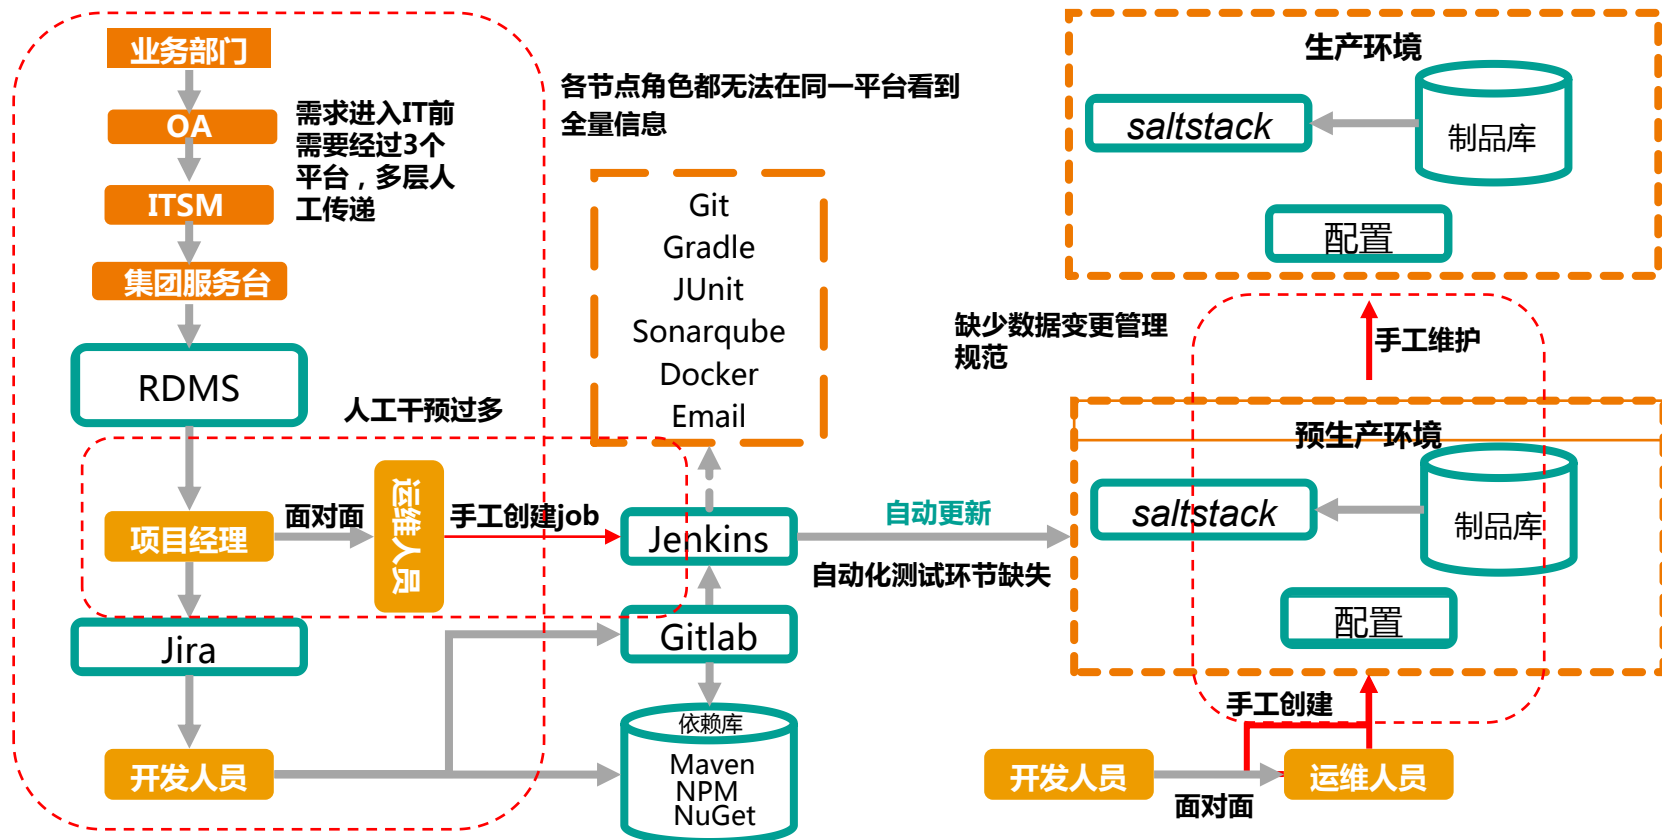 业务部门
OA
ITSM
集团服务台
需求进入IT前
需要经过3个
平台，多层人
工传递
RDMS
人工干预过多
项目经理
面对面
运维人员
手工创建job
Jira
开发人员
各节点角色都无法在同一平台看到
全量信息
Git
Gradle
JUnit
Sonarqube
Docker
Email
Jenkins
Gitlab
依赖库
Maven
NPM
NuGet
自动更新
自动化测试环节缺失
生产环境
saltstack
制品库
配置
缺少数据变更管理
规范
手工维护
预生产环境
saltstack
制品库
配置
手工创建
开发人员
面对面
运维人员